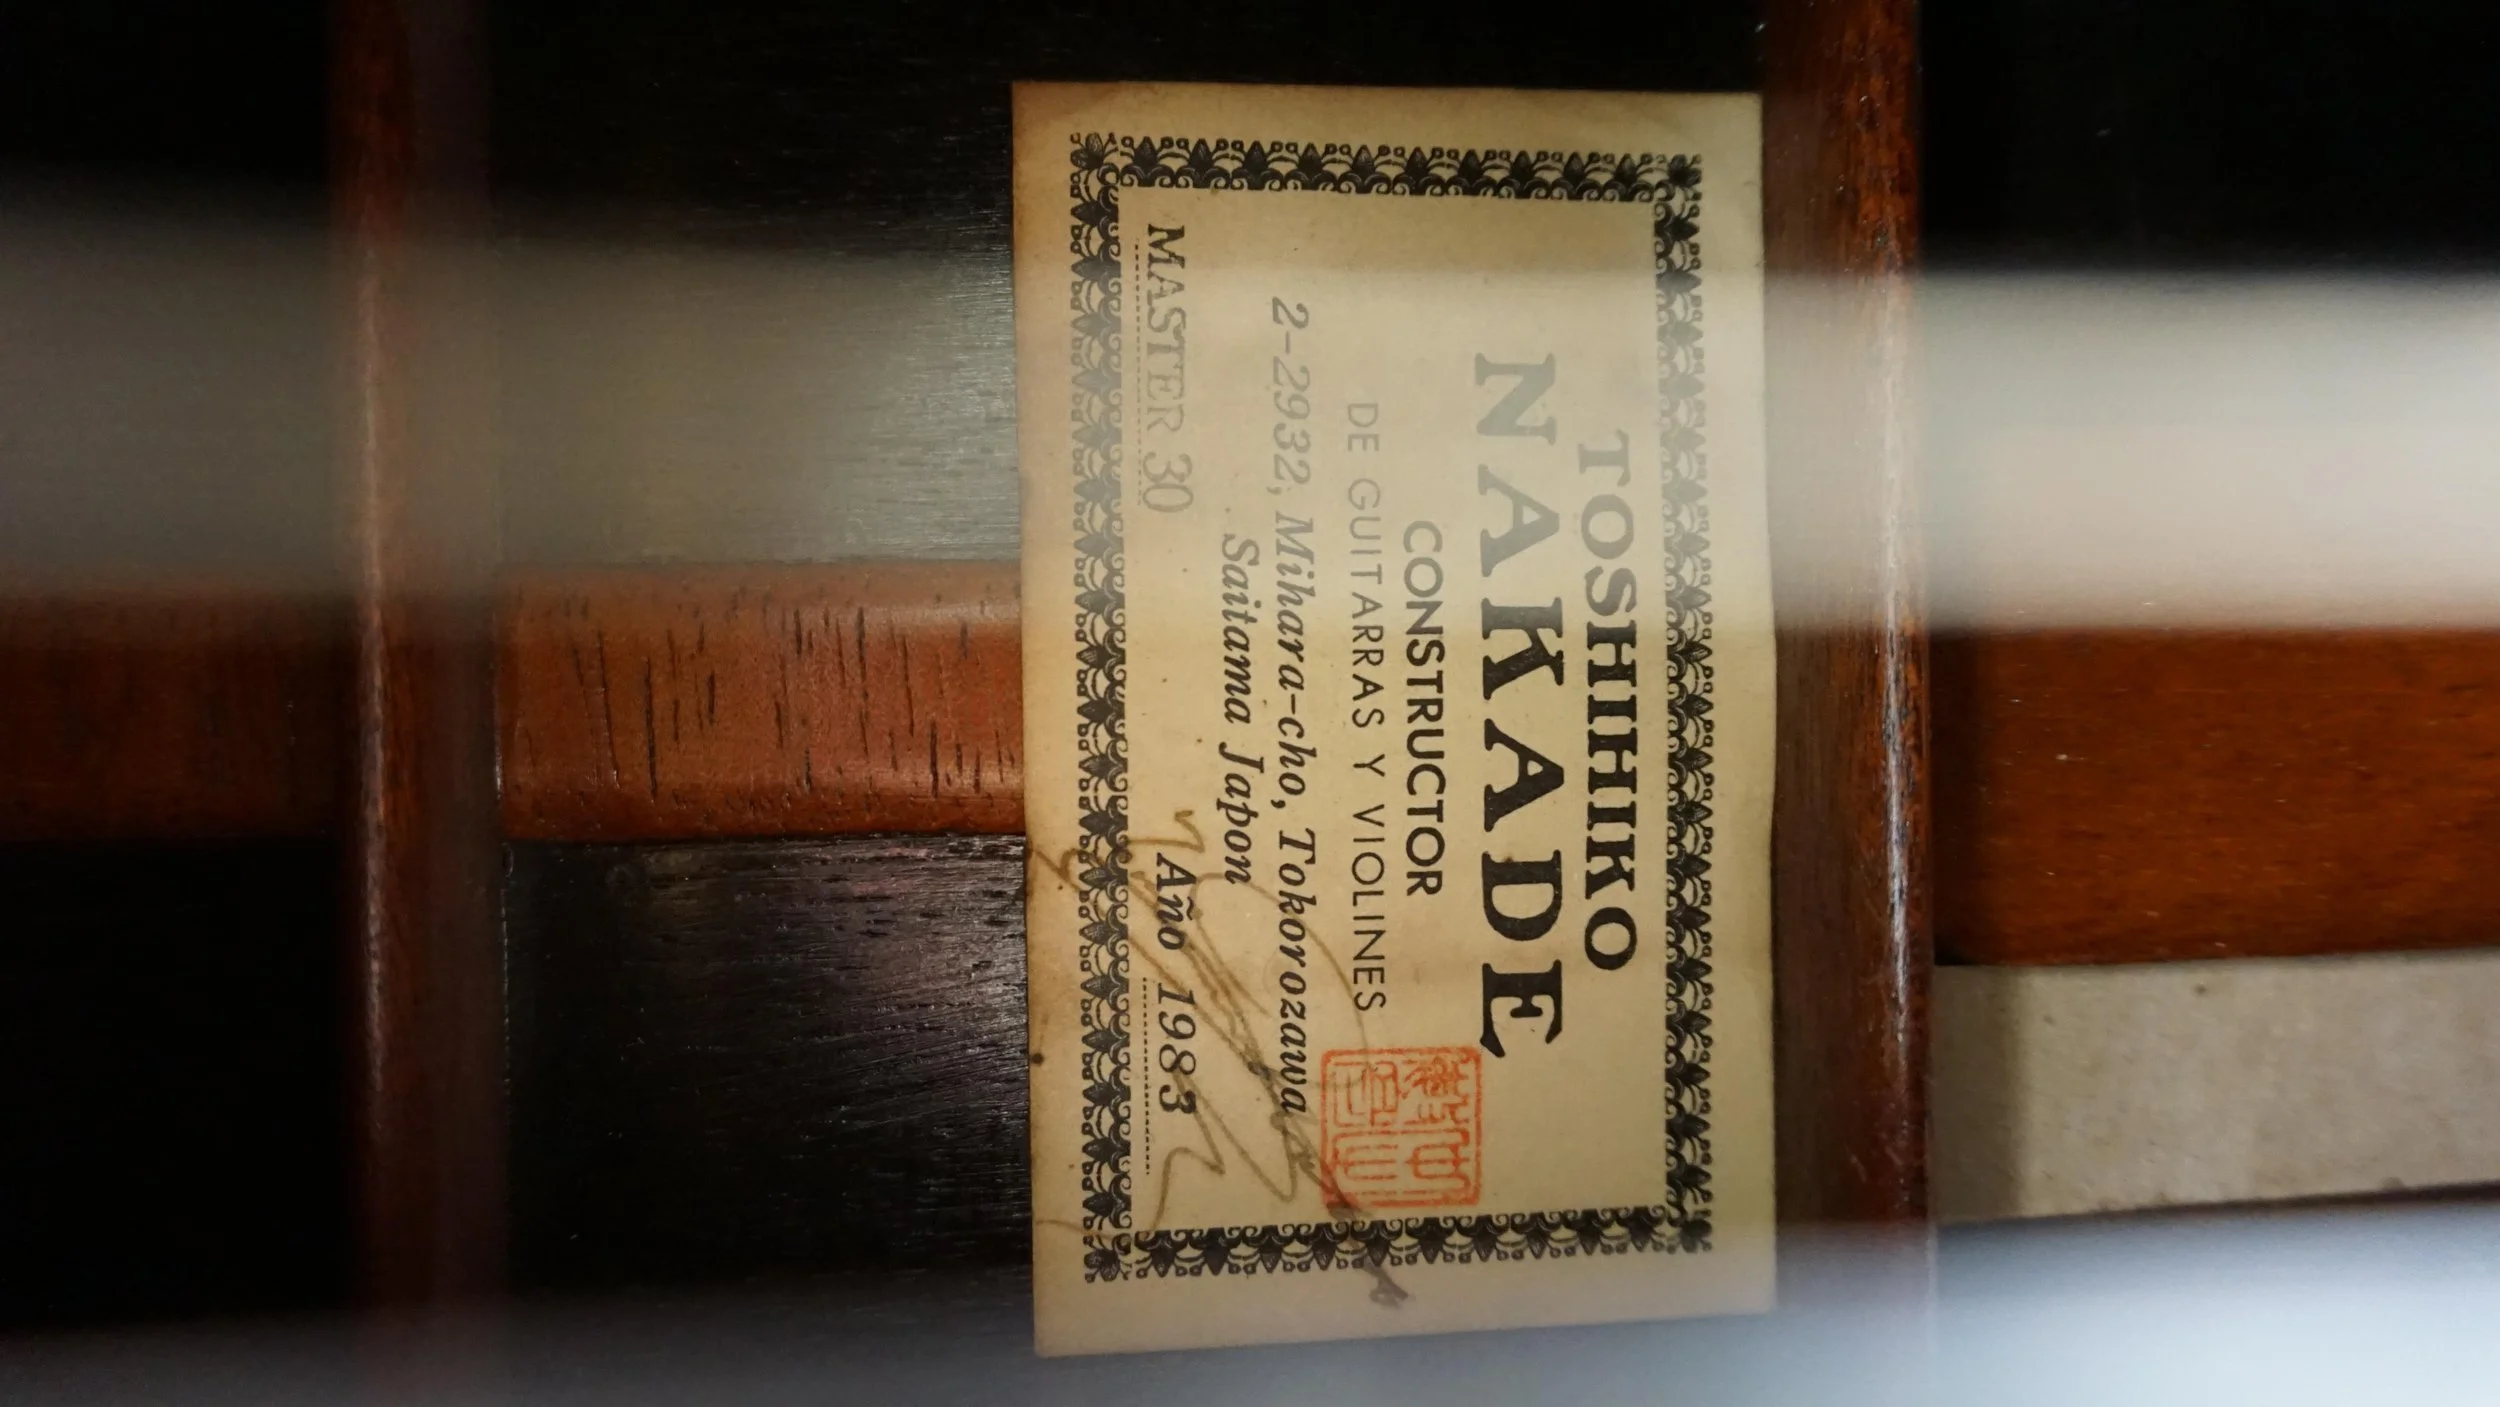 TOSHIHIKO
NAKADE
CONSTRUCTOR
DE GUITARRAS Y VIOLINES
2-2932, Mihara-cho, Tokorozawa
Saitama Japon
MASTER 30 Año 1983